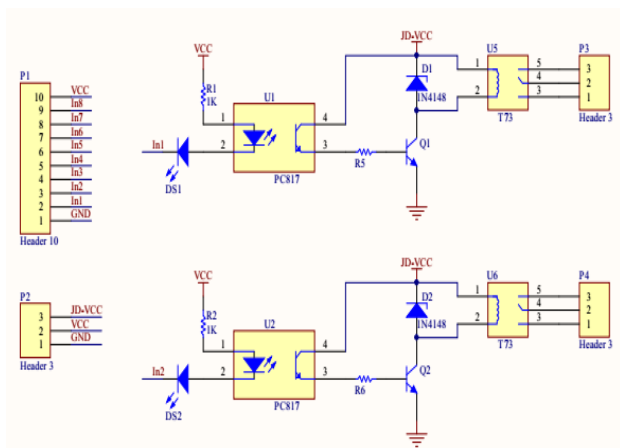 P1
10 VCC
9 In8
8 In7
7 In6
6 In5
5 In4
4 In3
3 In2
2 In1
1 GND
Header 10
VCC
R1
1K
In1
DS1
U1
1
2
4
3
PC817
R5
JD-VCC
D1
1N4148
Q1
U5
1
2
5
4
3
T73
P3
3
2
1
Header 3
P2
3 JD-VCC
2 VCC
1 GND
Header 3
VCC
R2
1K
In2
DS2
U2
1
2
4
3
PC817
R6
JD-VCC
D2
1N4148
Q2
U6
1
2
5
4
3
T73
P4
3
2
1
Header 3